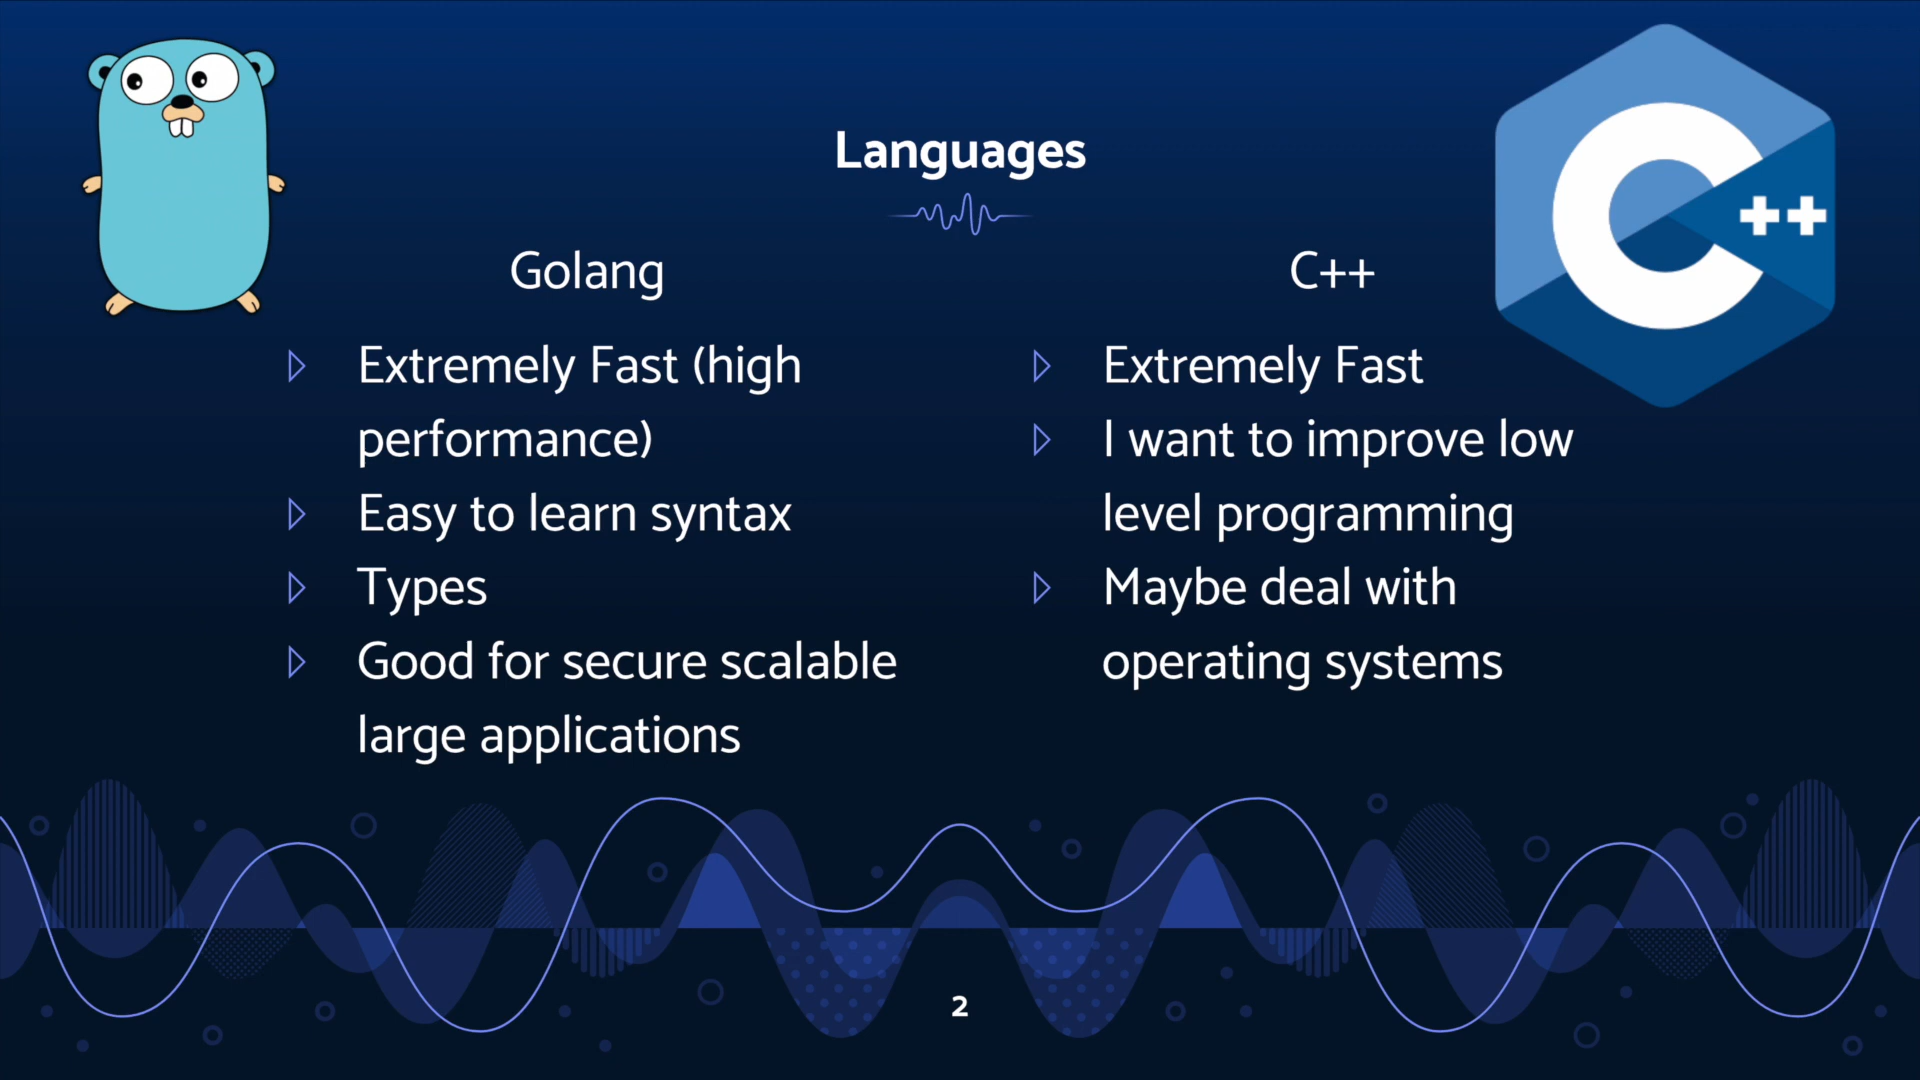 Languages
Golang
Extremely Fast (high
performance)
Easy to learn syntax
Types
Good for secure scalable
large applications
C++
Extremely Fast
I want to improve low
level programming
Maybe deal with
operating systems
C++
2